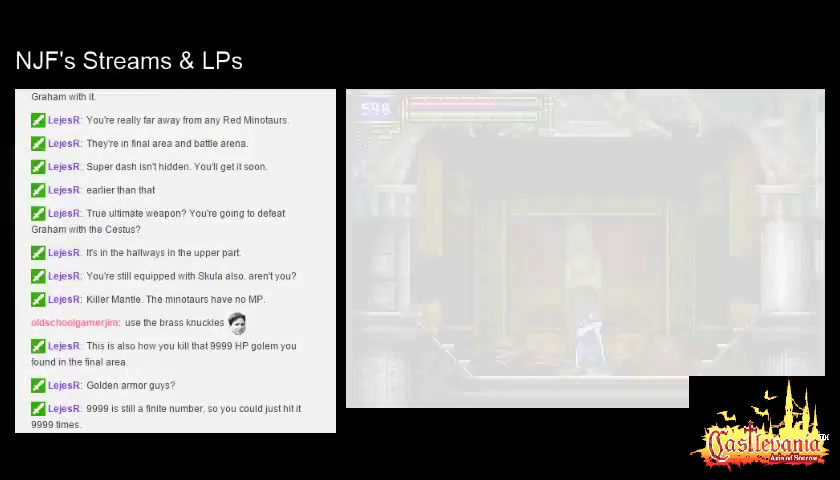 NJF's Streams & LPs
Graham with it.
LejesR: You're really far away from any Red Minotaurs.
LejesR: They're in final area and battle arena.
LejesR: Super dash isn't hidden. You'll get it soon.
LejesR: earlier than that
LejesR: True ultimate weapon? You're going to defeat
Graham with the Cestus?
LejesR: It's in the hallways in the upper part.
LejesR: You're still equipped with Skula also, aren't you?
LejesR: Killer Mantle. The minotaurs have no MP.
oldschoolgamerjim: use the brass knuckles
LejesR: This is also how you kill that 9999 HP golem you
found in the final area.
LejesR: Golden armor guys?
LejesR: 9999 is still a finite number, so you could just hit it
9999 times.
Castlevania TM
Aria of Sorrow